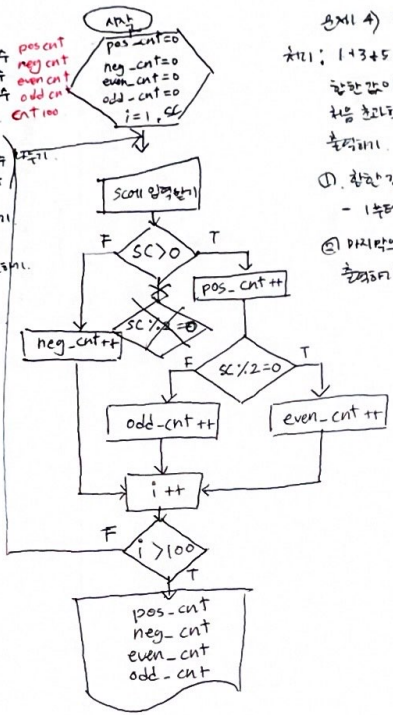 시작
pos_cnt=0
neg_cnt=0
even_cnt=0
odd_cnt=0
i=1, SC
수 pos cnt
neg cnt
even cnt
수 odd cn
cnt 100
SC에 입력받기
SC>0
F
T
pos_cnt++
neg_cnt++
SC%2=0
SC%2=0
F
T
odd_cnt++
even_cnt++
i++
F
i>100
T
pos_cnt
neg_cnt
even_cnt
odd_cnt
문제 4)
처리: 1+3+5
합한 값이
처음 초과
출력하기.
①. 합한
- 1부터
② 마지막
출력하기